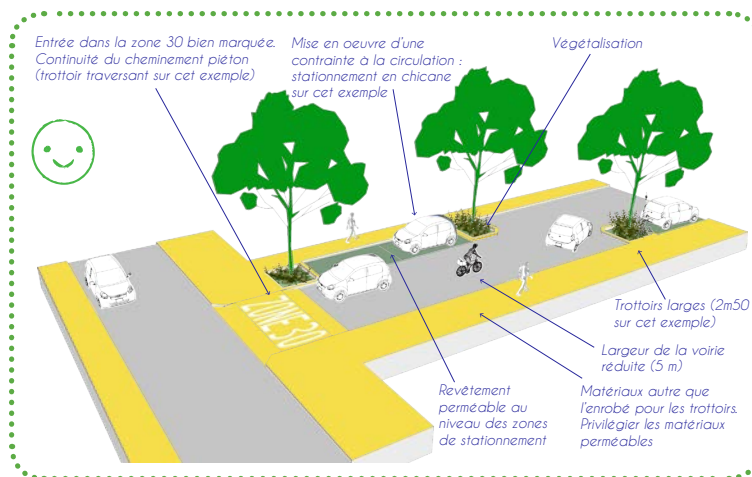 Entrée dans la zone 30 bien marquée.
Continuité du cheminement piéton
(trottoir traversant sur cet exemple)
Mise en oeuvre d'une
contrainte à la circulation :
stationnement en chicane
sur cet exemple
Végétalisation
ZONE30
Trottoirs larges (2m50
sur cet exemple)
Largeur de la voirie
réduite (5 m)
Revêtement
perméable au
niveau des zones
de stationnement
Matériaux autre que
l'enrobé pour les trottoirs.
Privilégier les matériaux
perméables